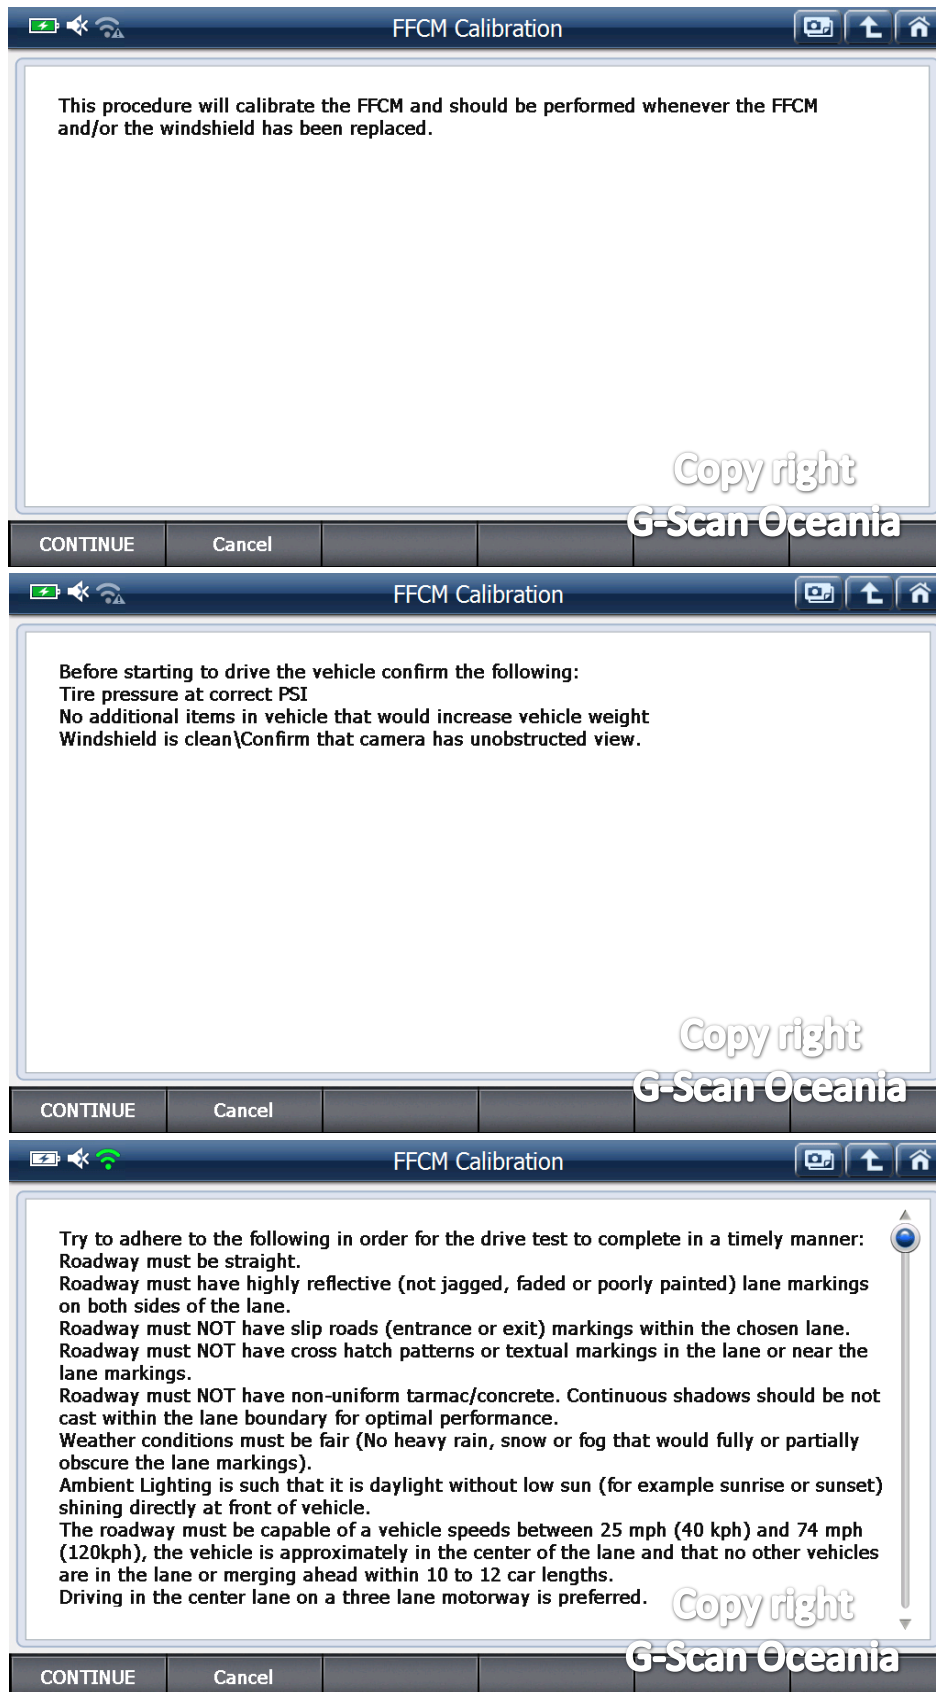 FFCM Calibration
This procedure will calibrate the FFCM and should be performed whenever the FFCM
and/or the windshield has been replaced.
Copy right
G-Scan Oceania
CONTINUE
Cancel
FFCM Calibration
Before starting to drive the vehicle confirm the following:
Tire pressure at correct PSI
No additional items in vehicle that would increase vehicle weight
Windshield is clean\Confirm that camera has unobstructed view.
Copy right
G-Scan Oceania
CONTINUE
Cancel
FFCM Calibration
Try to adhere to the following in order for the drive test to complete in a timely manner:
Roadway must be straight.
Roadway must have highly reflective (not jagged, faded or poorly painted) lane markings
on both sides of the lane.
Roadway must NOT have slip roads (entrance or exit) markings within the chosen lane.
Roadway must NOT have cross hatch patterns or textual markings in the lane or near the
lane markings.
Roadway must NOT have non-uniform tarmac/concrete. Continuous shadows should be not
cast within the lane boundary for optimal performance.
Weather conditions must be fair (No heavy rain, snow or fog that would fully or partially
obscure the lane markings).
Ambient Lighting is such that it is daylight without low sun (for example sunrise or sunset)
shining directly at front of vehicle.
The roadway must be capable of a vehicle speeds between 25 mph (40 kph) and 74 mph
(120kph), the vehicle is approximately in the center of the lane and that no other vehicles
are in the lane or merging ahead within 10 to 12 car lengths.
Driving in the center lane on a three lane motorway is preferred.
Copy right
G-Scan Oceania
CONTINUE
Cancel